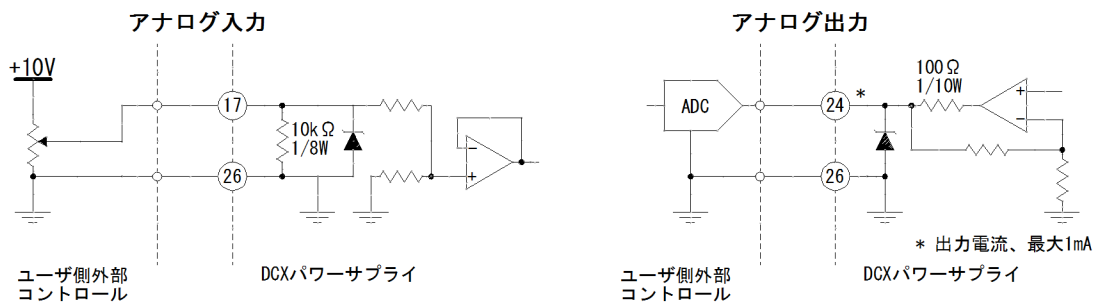 アナログ入力
+10V
17
10kΩ
1/8W
26
-
+
ユーザ側外部
コントロール
DCXパワーサプライ
アナログ出力
ADC
24
*
100Ω
1/10W
+
-
26
* 出力電流、最大1mA
ユーザ側外部
コントロール
DCXパワーサプライ